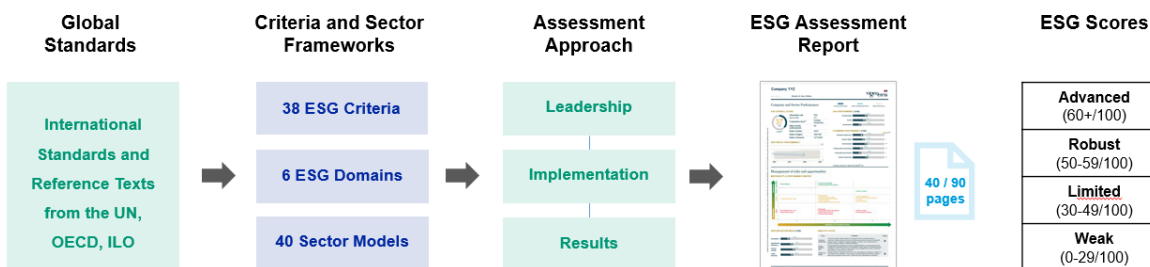 Global
Standards
Criteria and Sector
Frameworks
Assessment
Approach
ESG Assessment
Report
ESG Scores
International
Standards and
Reference Texts
from the UN,
OECD, ILO
38 ESG Criteria
6 ESG Domains
40 Sector Models
Leadership
Implementation
Results
Company XYZ
40 / 90
pages
Advanced
(60+/100)
Robust
(50-59/100)
Limited
(30-49/100)
Weak
(0-29/100)